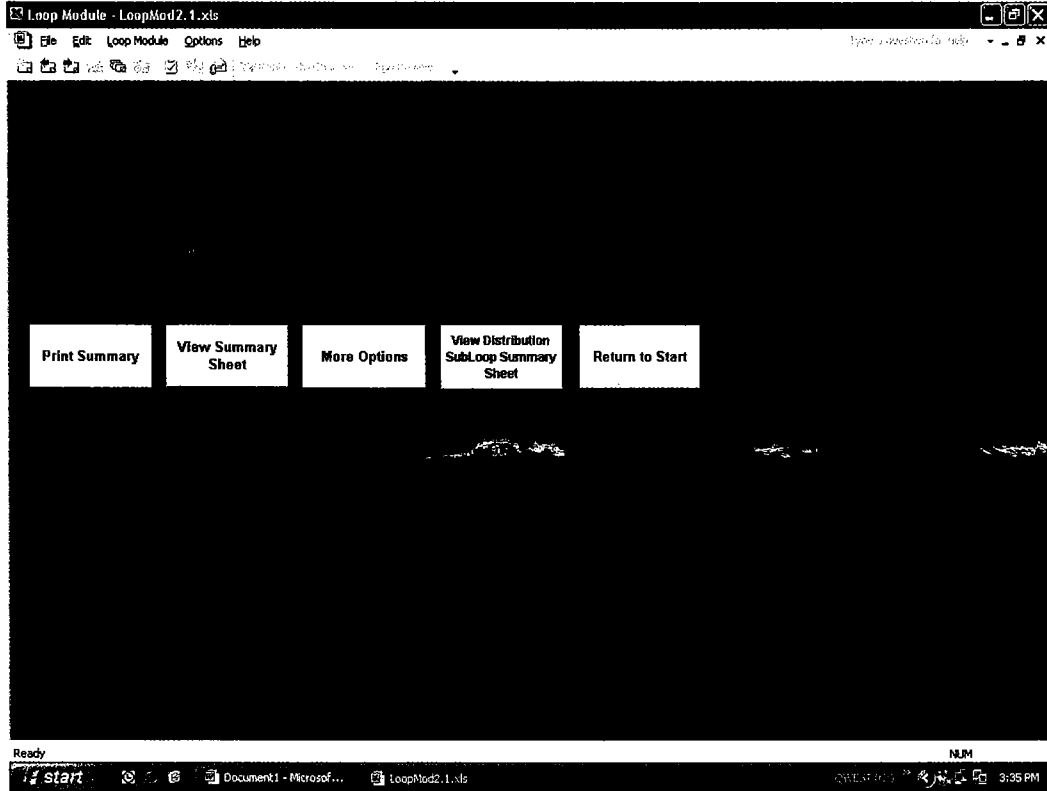 Loop Module - LoopMod2.1.xls
File Edit Loop Module Options Help
Print Summary
View Summary
Sheet
More Options
View Distribution
SubLoop Summary
Sheet
Return to Start
Ready
NUM
start
Document1 - Microsof...
LoopMod2.1.xls
3:35 PM